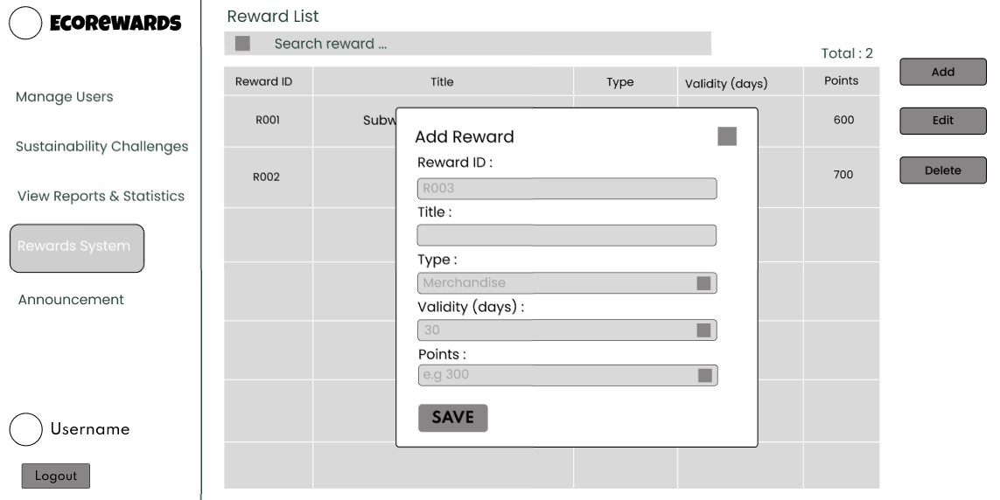 ECOREWARDS
Manage Users
Sustainability Challenges
View Reports & Statistics
Rewards System
Announcement
Username
Logout
Reward List
Search reward ...
Total : 2
Reward ID Title Type Validity (days) Points
R001 Subw 600
R002 700
Add Reward
Reward ID :
R003
Title :
Type :
Merchandise
Validity (days) :
30
Points :
e.g 300
SAVE
Add
Edit
Delete